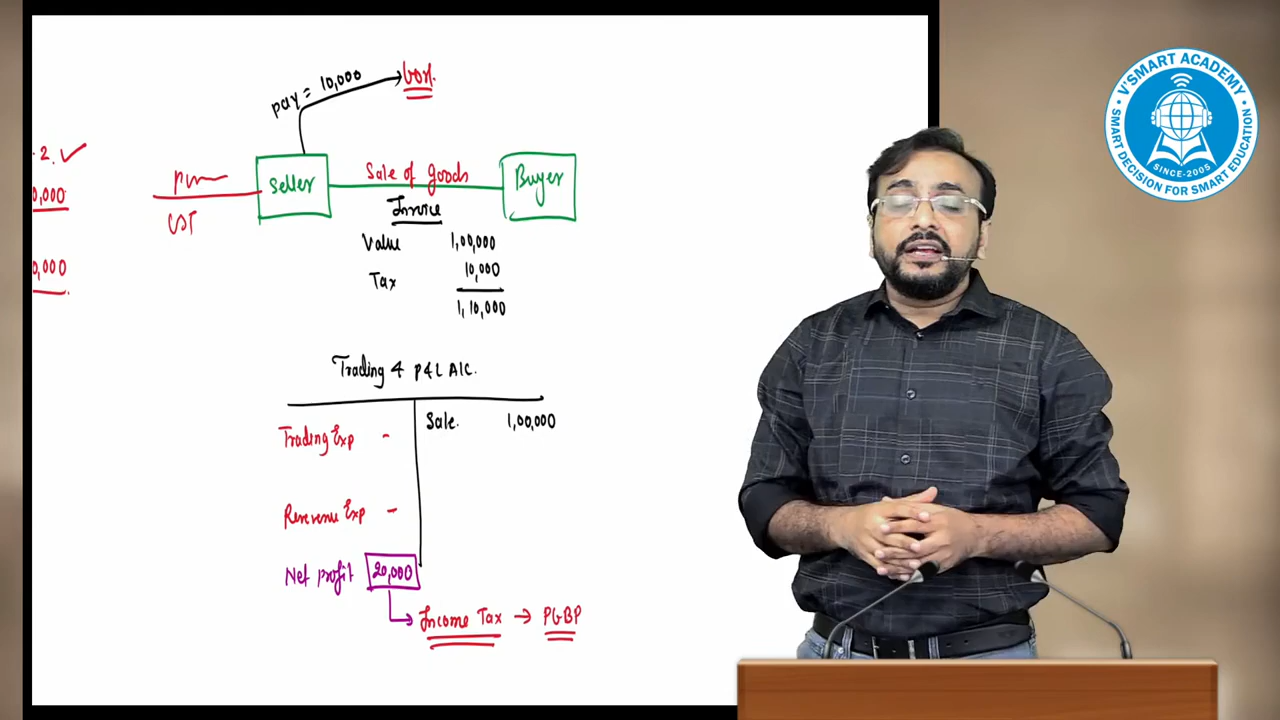 pay = 10,000
Govt.
2. ✓
0,000
0,000
Seller
Sale of goods
Buyer
Invoice
Value 1,00,000
Tax 10,000
1,10,000
Trading & P&L A/C.
Sale. 1,00,000
Trading Exp -
Revenue Exp -
Net profit 20,000
Income Tax → PGBP
V'SMART ACADEMY
SMART DECISION FOR SMART EDUCATION
SINCE-2005